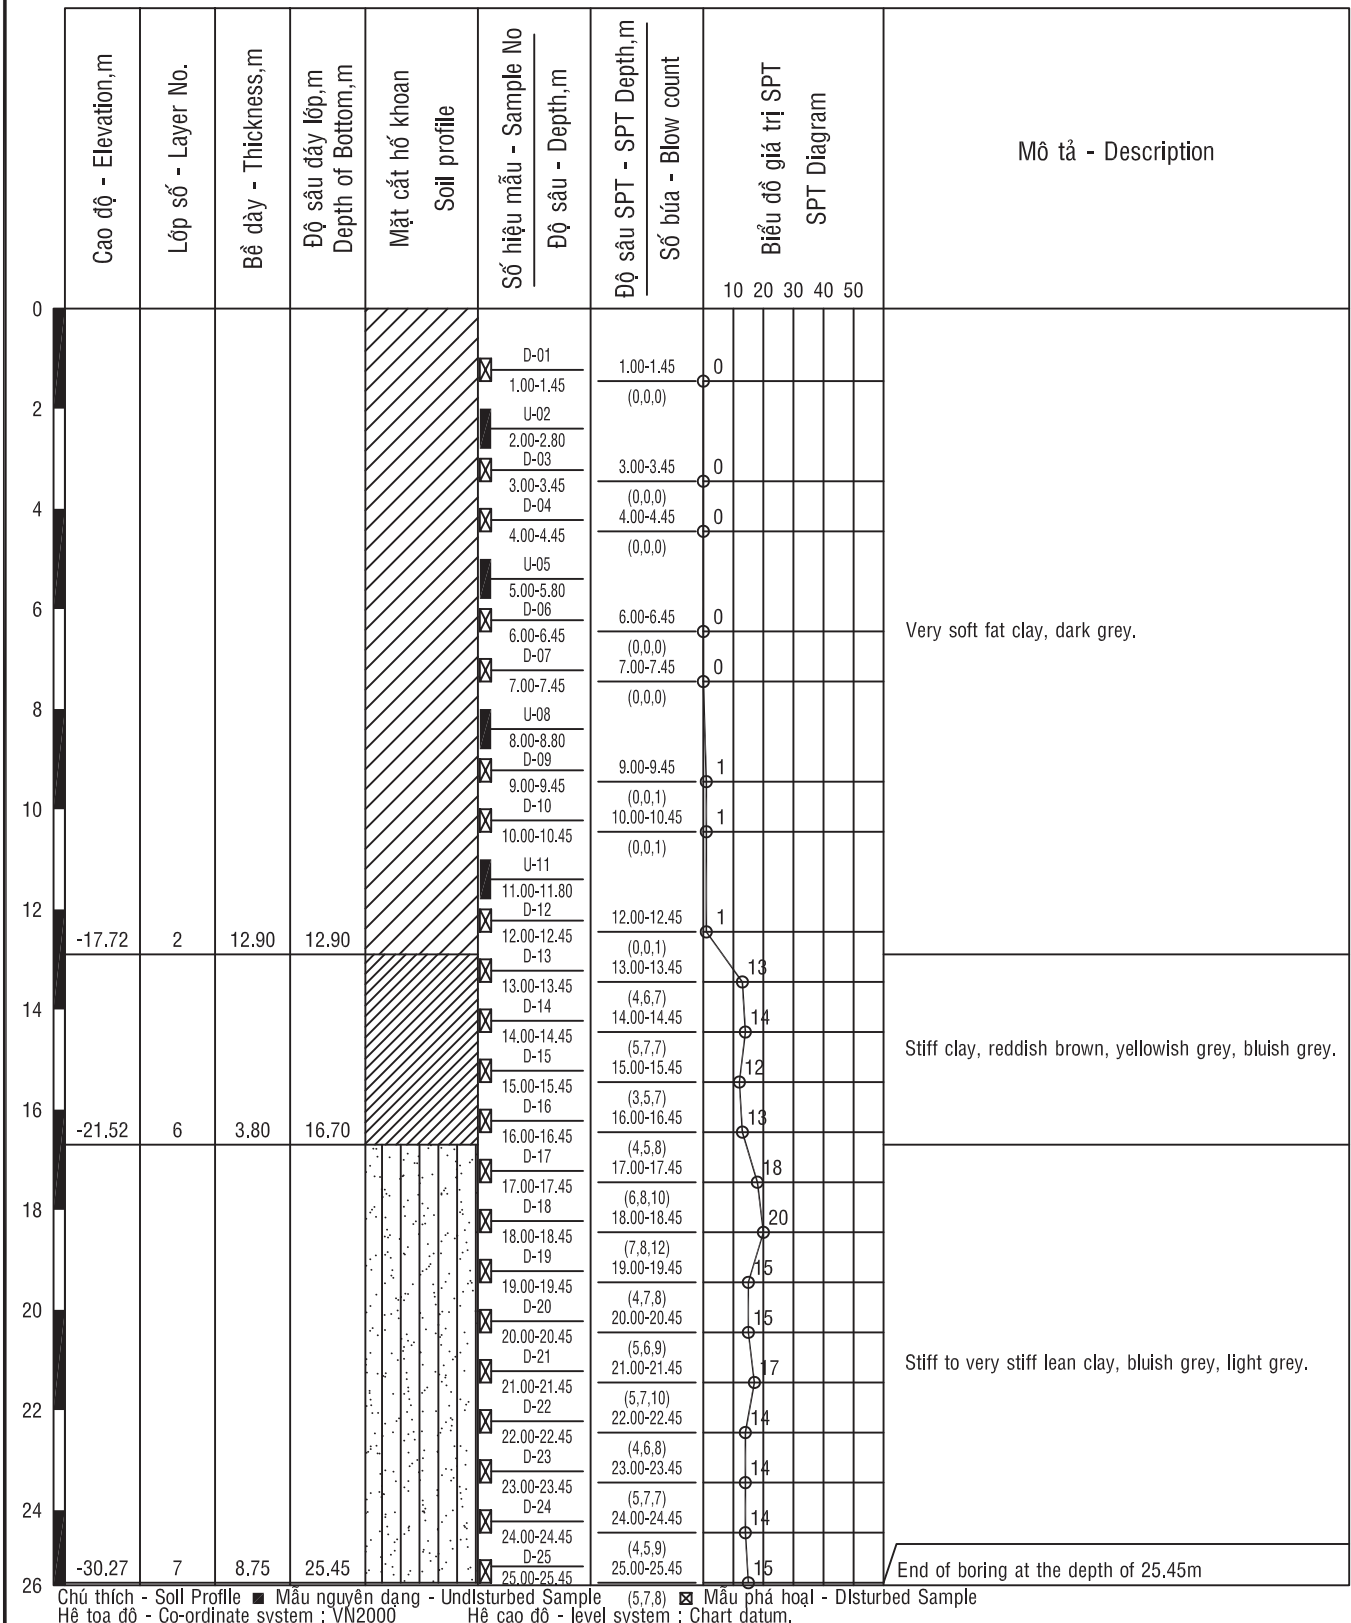 Cao độ - Elevation,m
Lớp số - Layer No.
Bề dày - Thickness,m
Độ sâu đáy lớp,m
Depth of Bottom,m
Mặt cắt hố khoan
Soil profile
Số hiệu mẫu - Sample No
Độ sâu - Depth,m
Độ sâu SPT - SPT Depth,m
Số búa - Blow count
Biểu đồ giá trị SPT
SPT Diagram
10 20 30 40 50
Mô tả - Description
0
D-01
1.00-1.45
1.00-1.45
(0,0,0)
0
2
U-02
2.00-2.80
D-03
3.00-3.45
3.00-3.45
(0,0,0)
0
4
D-04
4.00-4.45
4.00-4.45
(0,0,0)
0
U-05
5.00-5.80
6
D-06
6.00-6.45
6.00-6.45
(0,0,0)
0
Very soft fat clay, dark grey.
D-07
7.00-7.45
7.00-7.45
(0,0,0)
0
8
U-08
8.00-8.80
D-09
9.00-9.45
9.00-9.45
(0,0,1)
1
10
D-10
10.00-10.45
10.00-10.45
(0,0,1)
1
U-11
11.00-11.80
12
D-12
12.00-12.45
12.00-12.45
(0,0,1)
1
-17.72 2 12.90 12.90
D-13
13.00-13.45
13.00-13.45
(4,6,7)
13
14
D-14
14.00-14.45
14.00-14.45
(5,7,7)
14
Stiff clay, reddish brown, yellowish grey, bluish grey.
D-15
15.00-15.45
15.00-15.45
(3,5,7)
12
16
D-16
16.00-16.45
16.00-16.45
(4,5,8)
13
-21.52 6 3.80 16.70
D-17
17.00-17.45
17.00-17.45
(6,8,10)
18
18
D-18
18.00-18.45
18.00-18.45
(7,8,12)
20
D-19
19.00-19.45
19.00-19.45
(4,7,8)
15
20
D-20
20.00-20.45
20.00-20.45
(5,6,9)
15
D-21
21.00-21.45
21.00-21.45
(5,7,10)
17
Stiff to very stiff lean clay, bluish grey, light grey.
22
D-22
22.00-22.45
22.00-22.45
(4,6,8)
14
D-23
23.00-23.45
23.00-23.45
(5,7,7)
14
24
D-24
24.00-24.45
24.00-24.45
(4,5,9)
14
-30.27 7 8.75 25.45
D-25
25.00-25.45
25.00-25.45
(5,7,8)
15
End of boring at the depth of 25.45m
26
Chú thích - Soil Profile Mẫu nguyên dạng - Undisturbed Sample Mẫu phá hoại - Disturbed Sample
Hê toa đô - Co-ordinate system : VN2000 Hê cao đô - level system : Chart datum.